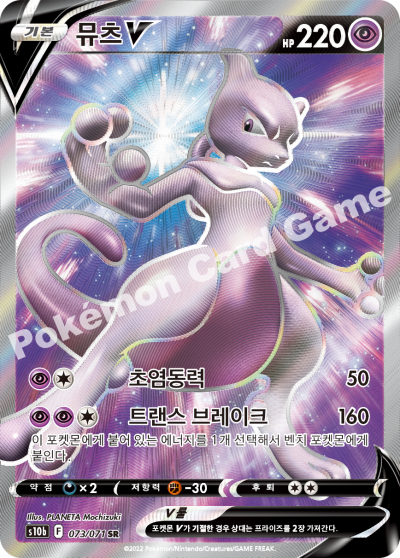 기본 뮤츠 V HP 220
Pokémon Card Game
초염동력 50
트랜스 브레이크 160
이 포켓몬에게 붙어 있는 에너지를 1개 선택해서 벤치 포켓몬에게
붙인다.
약점 ×2 저항력 -30 후퇴
Illus. PLANETA Mochizuki
V룰
s10b F 073/071 SR
포켓몬 V가 기절한 경우 상대는 프라이즈를 2장 가져간다.
©2022 Pokémon/Nintendo/Creatures/GAME FREAK.